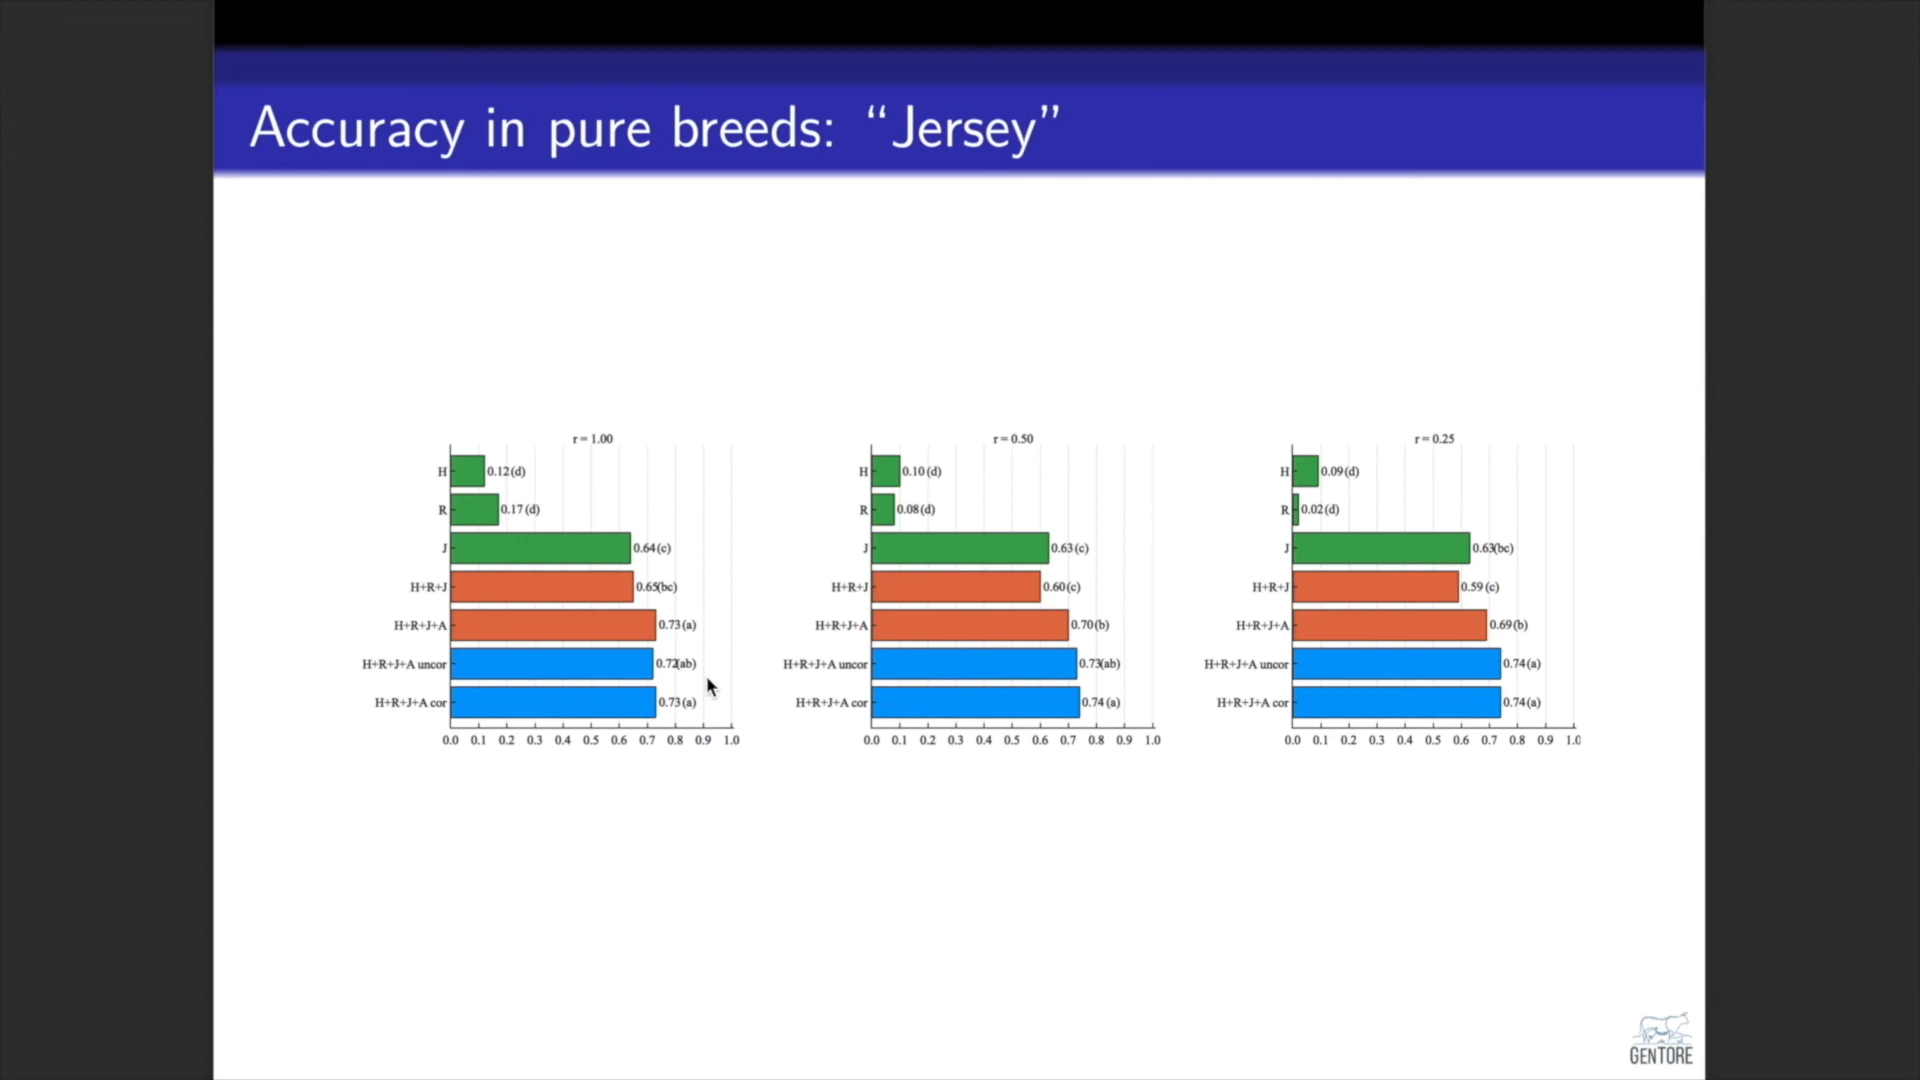 Accuracy in pure breeds: “Jersey”
r = 1.00
H 0.12(d)
R 0.17(d)
J 0.64(c)
H+R+J 0.65(bc)
H+R+J+A 0.73(a)
H+R+J+A uncor 0.72(ab)
H+R+J+A cor 0.73(a)
0.0 0.1 0.2 0.3 0.4 0.5 0.6 0.7 0.8 0.9 1.0
r = 0.50
H 0.10(d)
R 0.08(d)
J 0.63(c)
H+R+J 0.60(c)
H+R+J+A 0.70(b)
H+R+J+A uncor 0.73(ab)
H+R+J+A cor 0.74(a)
0.0 0.1 0.2 0.3 0.4 0.5 0.6 0.7 0.8 0.9 1.0
r = 0.25
H 0.09(d)
R 0.02(d)
J 0.63(bc)
H+R+J 0.59(c)
H+R+J+A 0.69(b)
H+R+J+A uncor 0.74(a)
H+R+J+A cor 0.74(a)
0.0 0.1 0.2 0.3 0.4 0.5 0.6 0.7 0.8 0.9 1.0
GENTORE